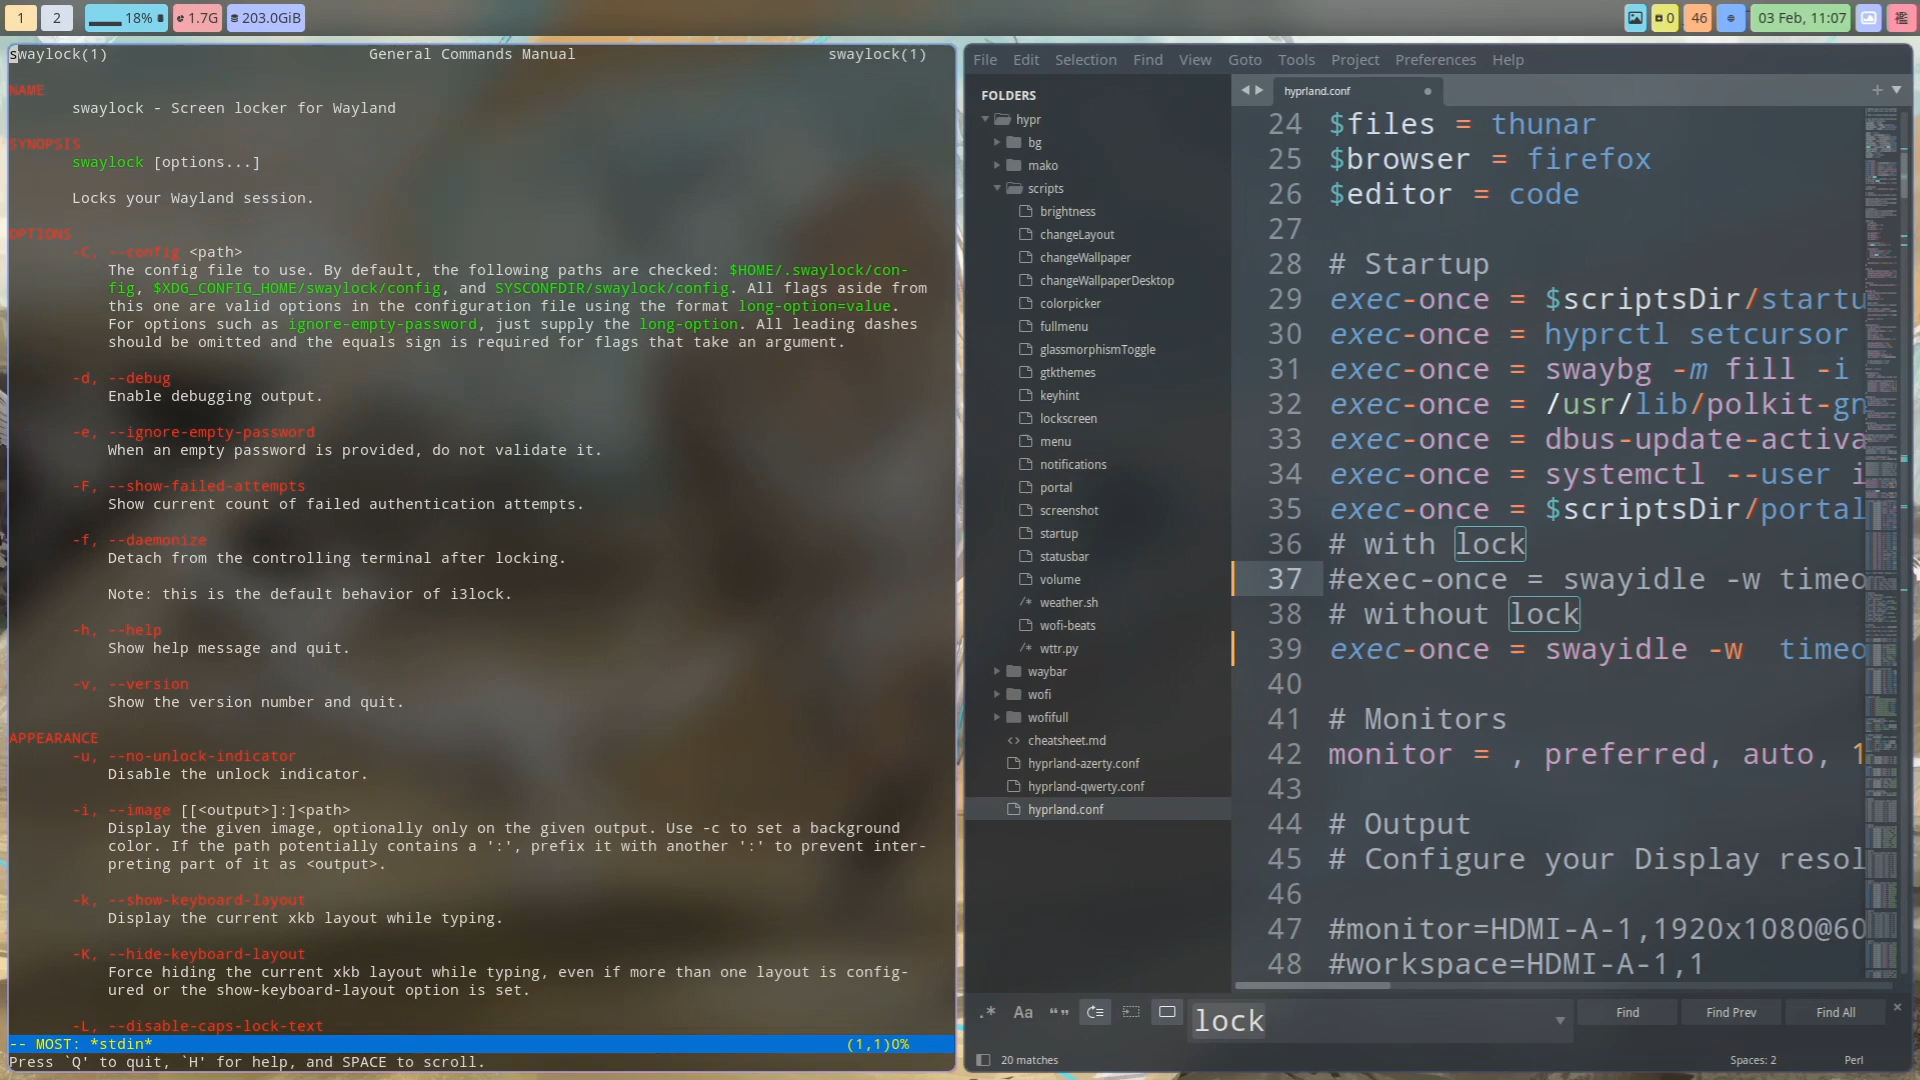 1 2 18% 1.7G 203.0GiB 0 46 03 Feb, 11:07
swaylock(1) General Commands Manual swaylock(1)
NAME
swaylock - Screen locker for Wayland
SYNOPSIS
swaylock [options...]
Locks your Wayland session.
OPTIONS
-C, --config <path>
The config file to use. By default, the following paths are checked: $HOME/.swaylock/con-
fig, $XDG_CONFIG_HOME/swaylock/config, and SYSCONFDIR/swaylock/config. All flags aside from
this one are valid options in the configuration file using the format long-option=value.
For options such as ignore-empty-password, just supply the long-option. All leading dashes
should be omitted and the equals sign is required for flags that take an argument.
-d, --debug
Enable debugging output.
-e, --ignore-empty-password
When an empty password is provided, do not validate it.
-F, --show-failed-attempts
Show current count of failed authentication attempts.
-f, --daemonize
Detach from the controlling terminal after locking.
Note: this is the default behavior of i3lock.
-h, --help
Show help message and quit.
-v, --version
Show the version number and quit.
APPEARANCE
-u, --no-unlock-indicator
Disable the unlock indicator.
-i, --image [[<output>]:]<path>
Display the given image, optionally only on the given output. Use -c to set a background
color. If the path potentially contains a ':', prefix it with another ':' to prevent inter-
preting part of it as <output>.
-k, --show-keyboard-layout
Display the current xkb layout while typing.
-K, --hide-keyboard-layout
Force hiding the current xkb layout while typing, even if more than one layout is config-
ured or the show-keyboard-layout option is set.
-L, --disable-caps-lock-text
-- MOST: *stdin* (1,1)0%
Press `Q' to quit, `H' for help, and SPACE to scroll.
File Edit Selection Find View Goto Tools Project Preferences Help
FOLDERS
hypr
bg
mako
scripts
brightness
changeLayout
changeWallpaper
changeWallpaperDesktop
colorpicker
fullmenu
glassmorphismToggle
gtkthemes
keyhint
lockscreen
menu
notifications
portal
screenshot
startup
statusbar
volume
/* weather.sh
wofi-beats
/* wttr.py
waybar
wofi
wofifull
<> cheatsheet.md
hyprland-azerty.conf
hyprland-qwerty.conf
hyprland.conf
hyprland.conf
24 $files = thunar
25 $browser = firefox
26 $editor = code
27
28 # Startup
29 exec-once = $scriptsDir/startu
30 exec-once = hyprctl setcursor
31 exec-once = swaybg -m fill -i
32 exec-once = /usr/lib/polkit-gn
33 exec-once = dbus-update-activa
34 exec-once = systemctl --user i
35 exec-once = $scriptsDir/portal
36 # with lock
37 #exec-once = swayidle -w timeo
38 # without lock
39 exec-once = swayidle -w  timeo
40
41 # Monitors
42 monitor = , preferred, auto, 1
43
44 # Output
45 # Configure your Display resol
46
47 #monitor=HDMI-A-1,1920x1080@60
48 #workspace=HDMI-A-1,1
.* Aa “” lock Find Find Prev Find All
20 matches Spaces: 2 Perl